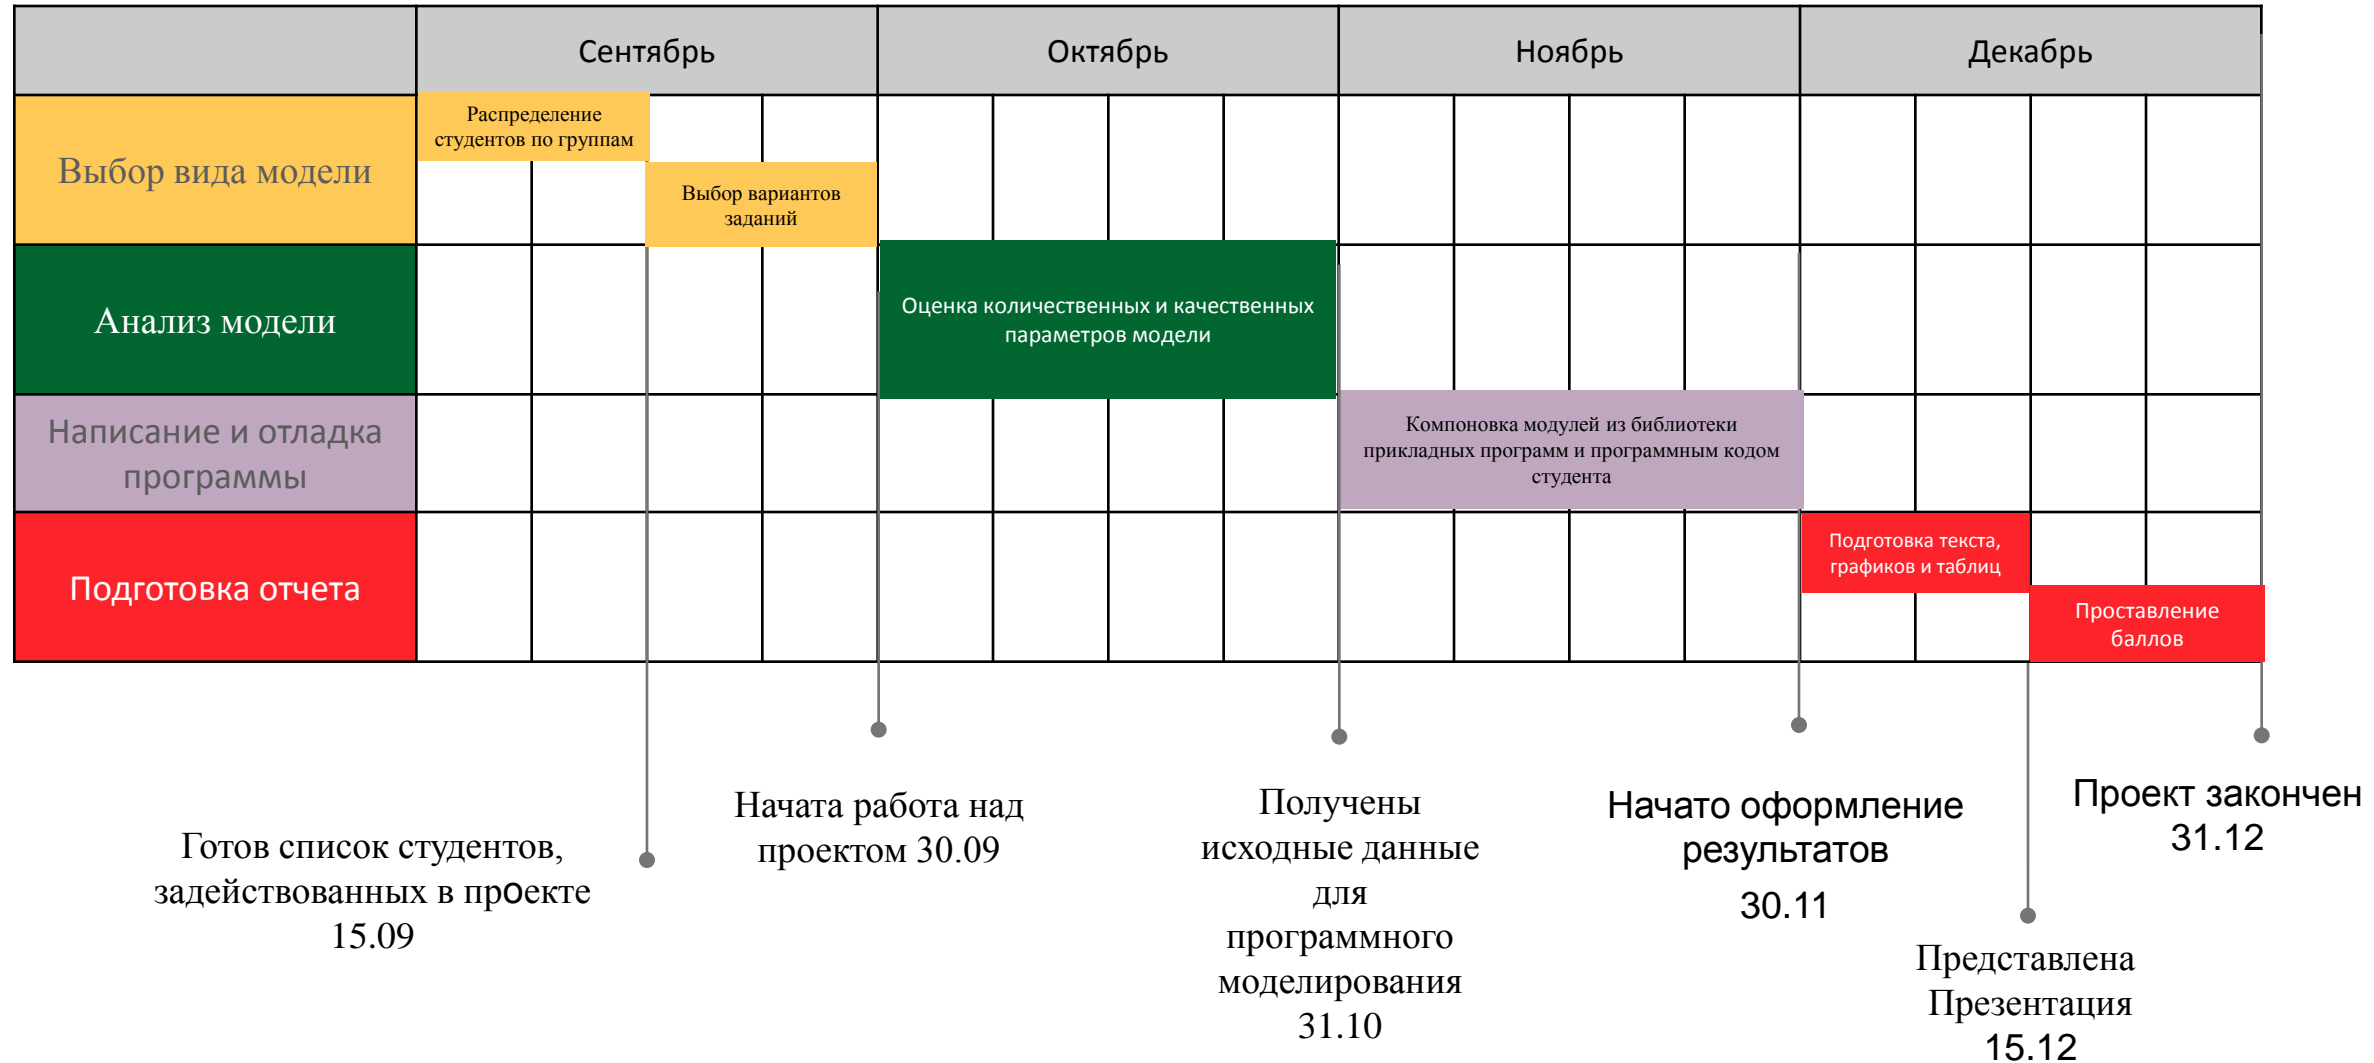 Сентябрь
Октябрь
Ноябрь
Декабрь
Выбор вида модели
Распределение
студентов по группам
Выбор вариантов
заданий
Анализ модели
Оценка количественных и качественных
параметров модели
Написание и отладка
программы
Компоновка модулей из библиотеки
прикладных программ и программным кодом
студента
Подготовка отчета
Подготовка текста,
графиков и таблиц
Проставление
баллов
Готов список студентов,
задействованных в проекте
15.09
Начата работа над
проектом 30.09
Получены
исходные данные
для
программного
моделирования
31.10
Начато оформление
результатов
30.11
Представлена
Презентация
15.12
Проект закончен
31.12